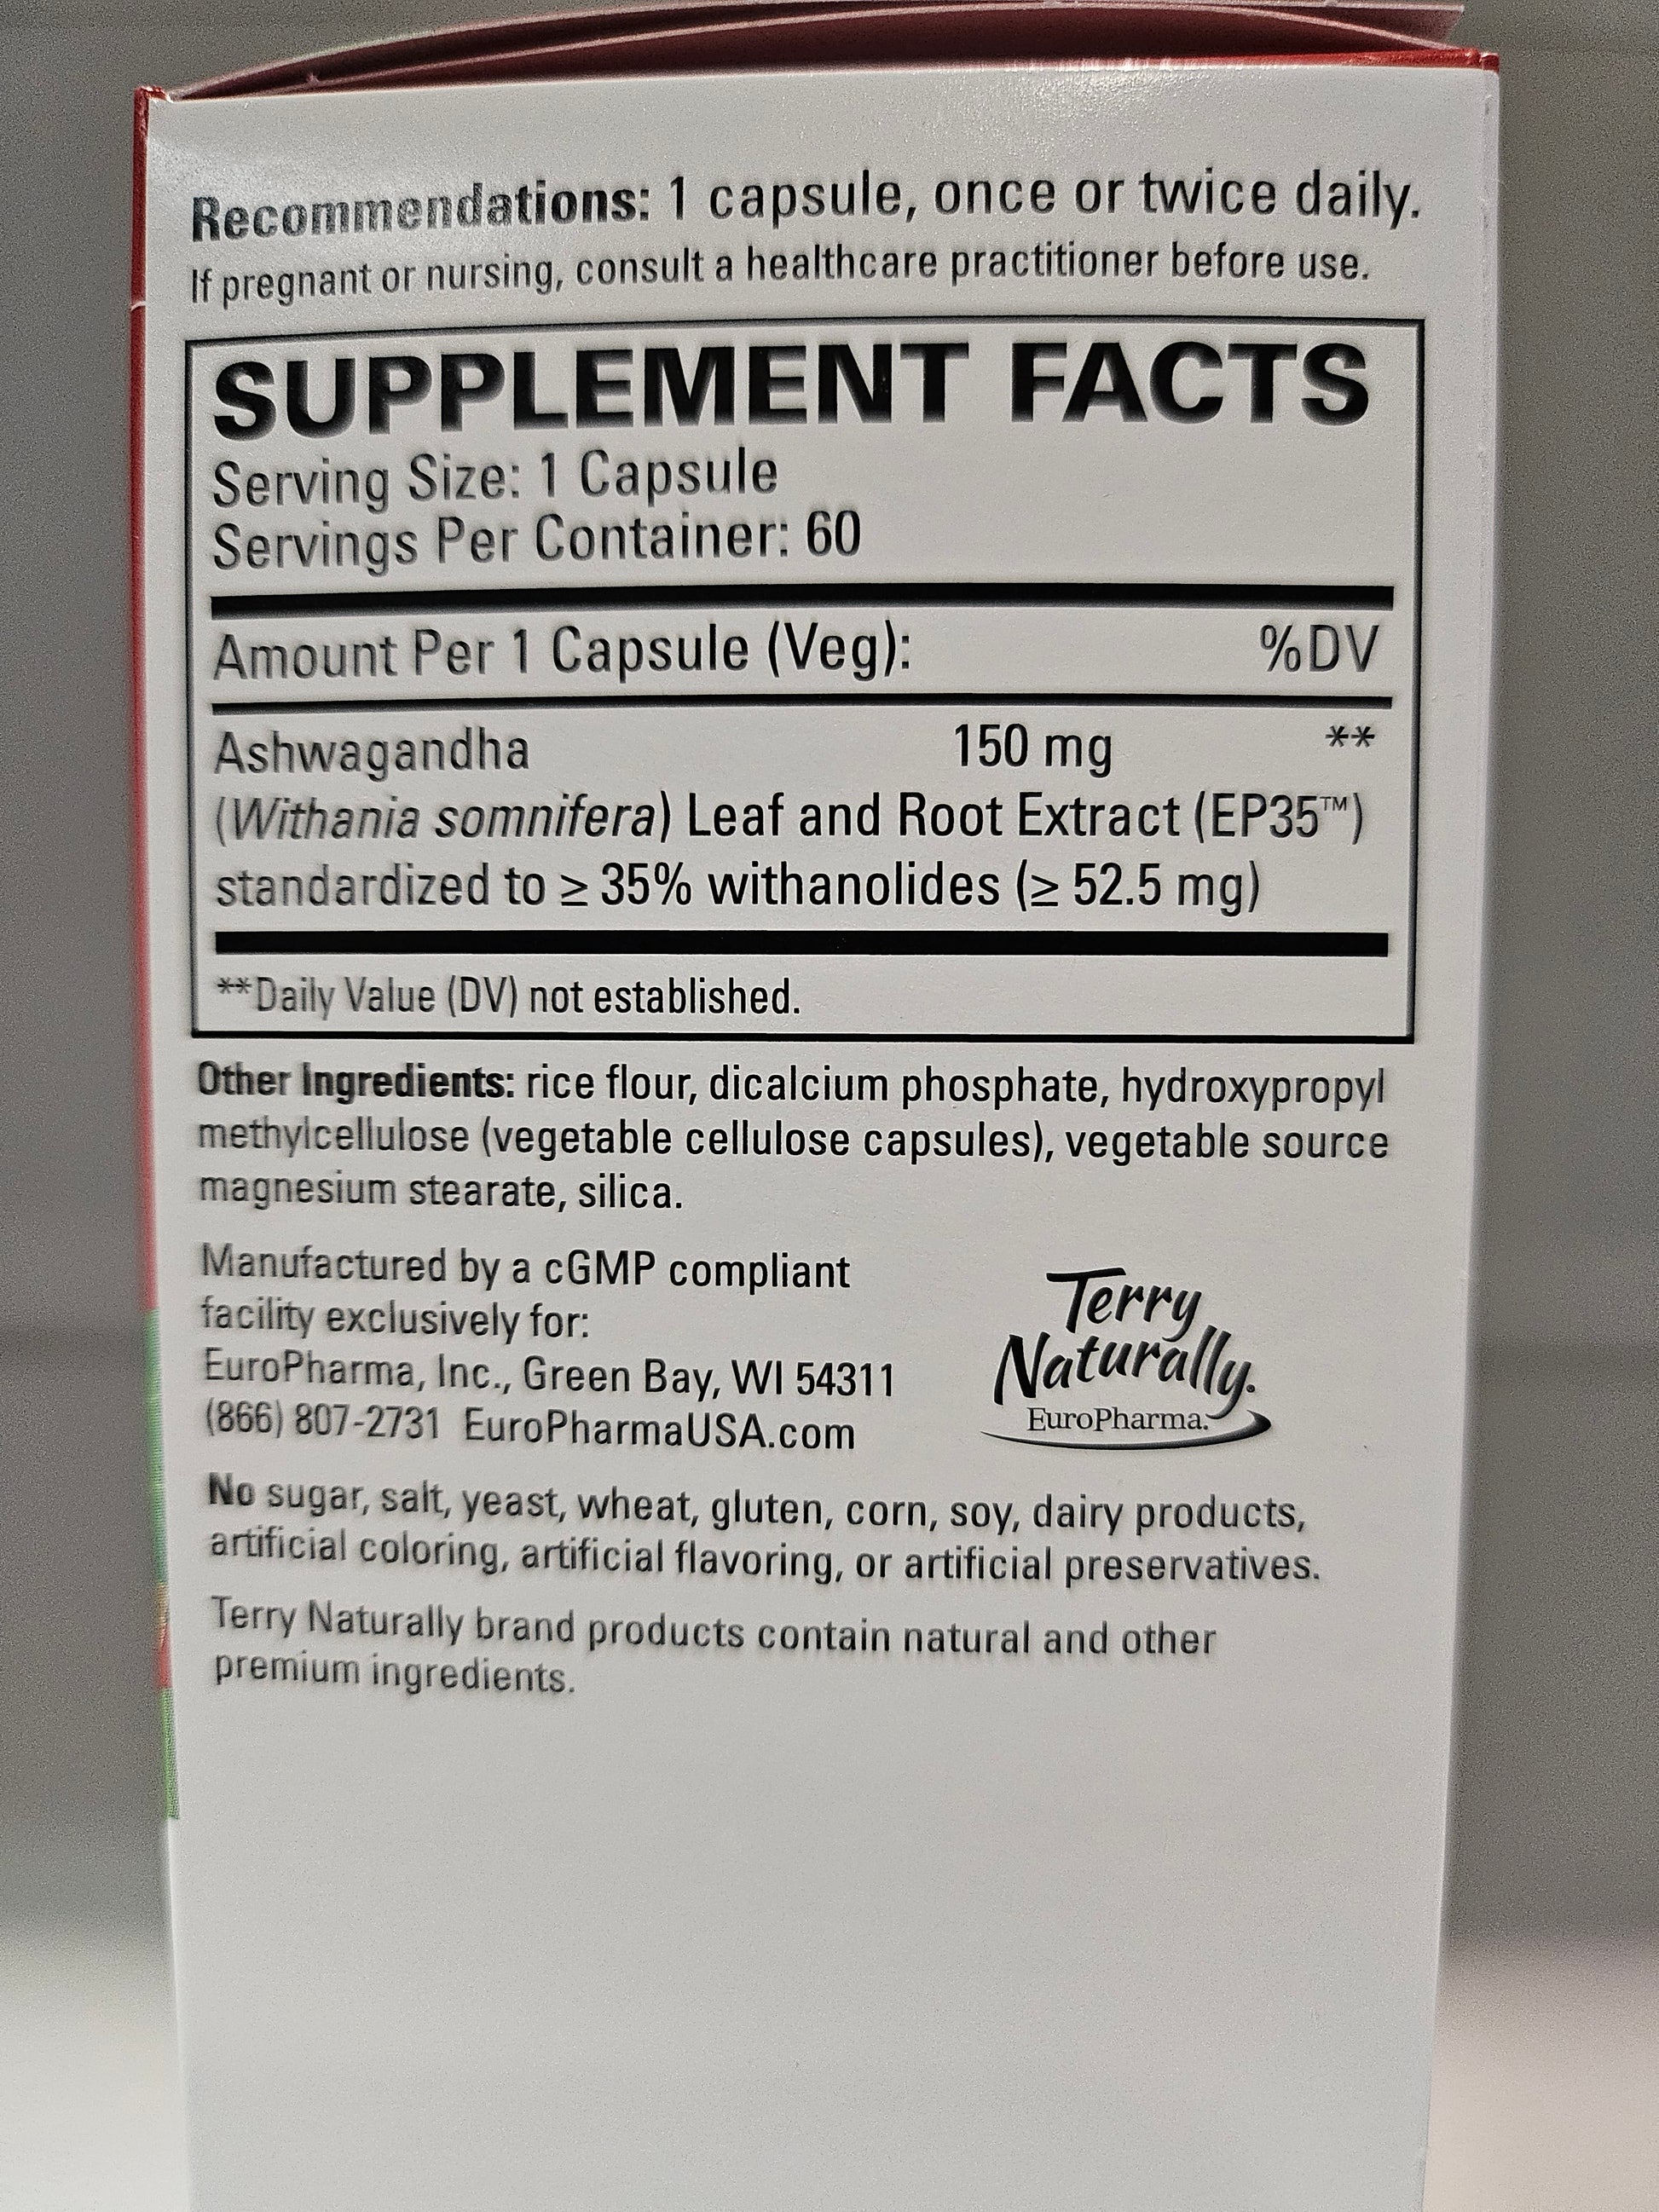 Recommendations: 1 capsule, once or twice daily.
If pregnant or nursing, consult a healthcare practitioner before use.
SUPPLEMENT FACTS
Serving Size: 1 Capsule
Servings Per Container: 60
Amount Per 1 Capsule (Veg): %DV
Ashwagandha 150 mg **
(Withania somnifera) Leaf and Root Extract (EP35™)
standardized to ≥ 35% withanolides (≥ 52.5 mg)
**Daily Value (DV) not established.
Other Ingredients: rice flour, dicalcium phosphate, hydroxypropyl
methylcellulose (vegetable cellulose capsules), vegetable source
magnesium stearate, silica.
Manufactured by a cGMP compliant
facility exclusively for:
EuroPharma, Inc., Green Bay, WI 54311
(866) 807-2731 EuroPharmaUSA.com
Terry
Naturally.
EuroPharma.
No sugar, salt, yeast, wheat, gluten, corn, soy, dairy products,
artificial coloring, artificial flavoring, or artificial preservatives.
Terry Naturally brand products contain natural and other
premium ingredients.